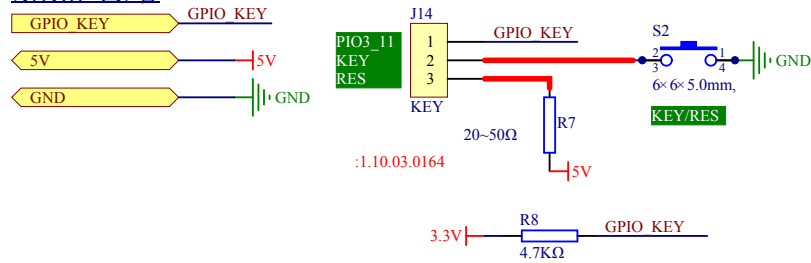 GPIO_KEY
GPIO_KEY
5V
5V
GND
GND
J14
PIO3_11
KEY
RES
1
2
3
GPIO_KEY
KEY
S2
2
3
1
4
GND
6×6×5.0mm,
KEY/RES
20~50Ω
R7
:1.10.03.0164
5V
R8
3.3V
GPIO_KEY
4.7KΩ